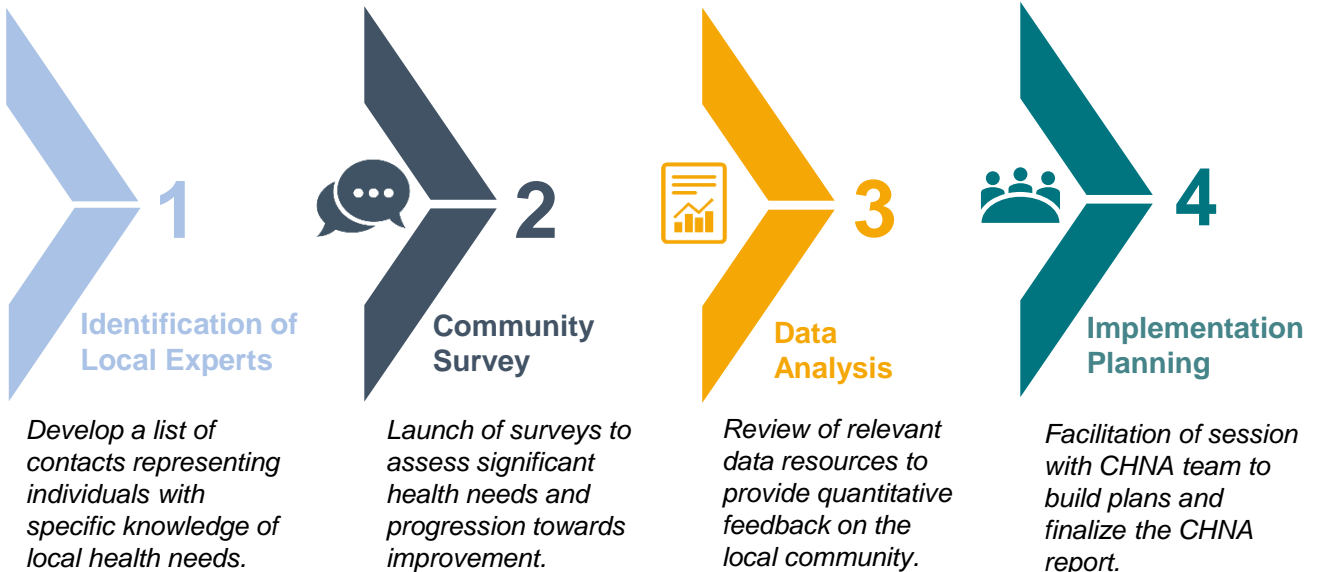 1
Identification of
Local Experts
Develop a list of
contacts representing
individuals with
specific knowledge of
local health needs.
2
Community
Survey
Launch of surveys to
assess significant
health needs and
progression towards
improvement.
3
Data
Analysis
Review of relevant
data resources to
provide quantitative
feedback on the
local community.
4
Implementation
Planning
Facilitation of session
with CHNA team to
build plans and
finalize the CHNA
report.